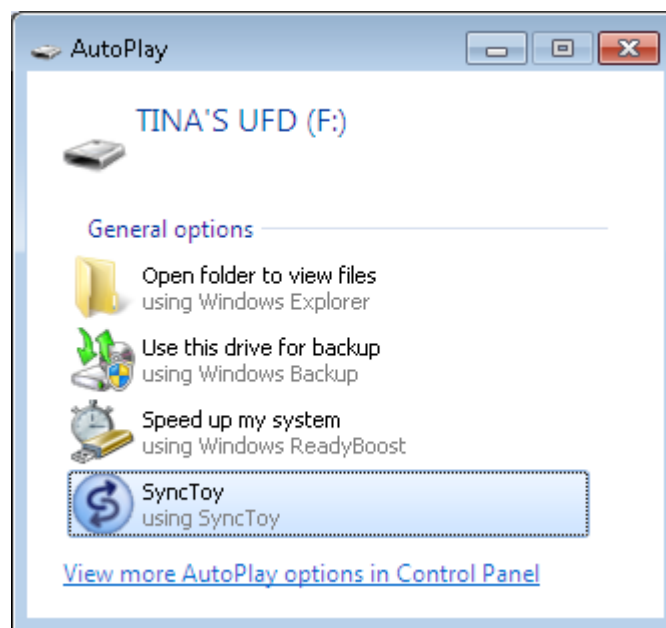 AutoPlay
TINA'S UFD (F:)
General options
Open folder to view files
using Windows Explorer
Use this drive for backup
using Windows Backup
Speed up my system
using Windows ReadyBoost
SyncToy
using SyncToy
View more AutoPlay options in Control Panel